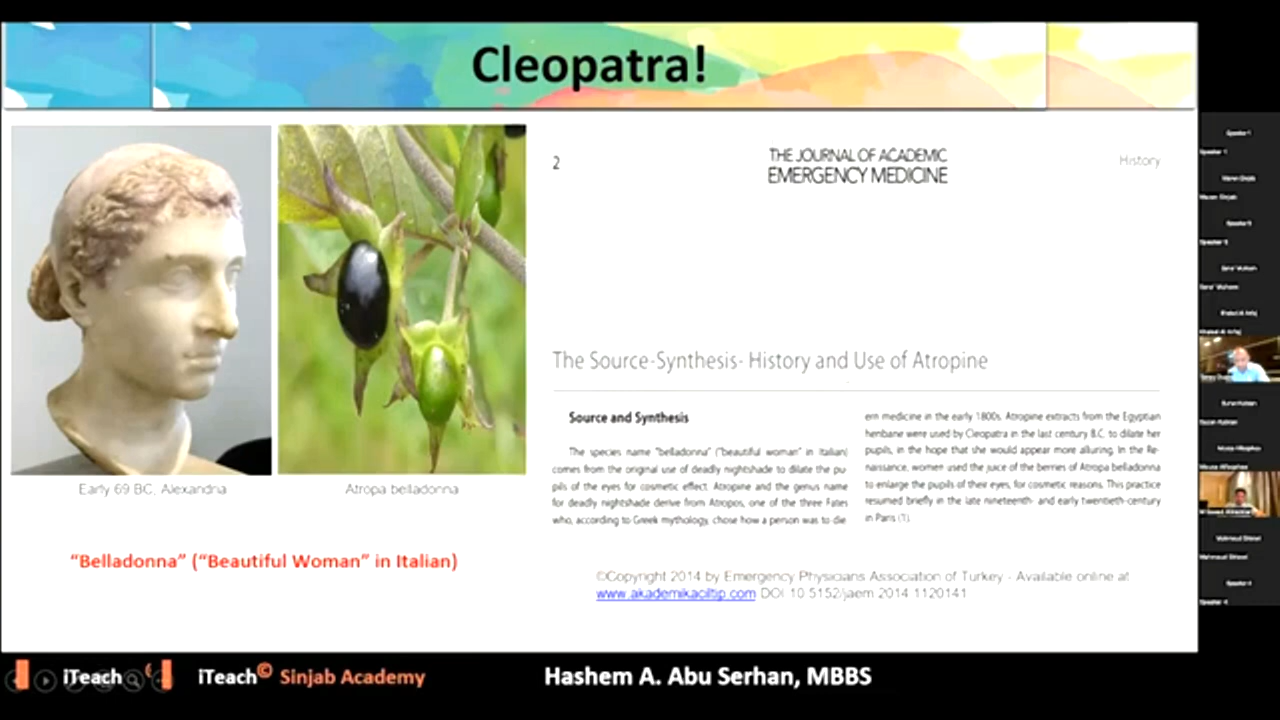 Cleopatra!
2
THE JOURNAL OF ACADEMIC
EMERGENCY MEDICINE
History
The Source-Synthesis- History and Use of Atropine
Source and Synthesis
The species name "belladonna" ("beautiful woman" in Italian)
comes from the original use of deadly nightshade to dilate the pu-
pils of the eyes for cosmetic effect. Atropine and the genus name
for deadly nightshade derive from Atropos, one of the three Fates
who, according to Greek mythology, chose how a person was to die
ern medicine in the early 1800s. Atropine extracts from the Egyptian
henbane were used by Cleopatra in the last century B.C. to dilate her
pupils, in the hope that she would appear more alluring. In the Re-
naissance, women used the juice of the berries of Atropa belladonna
to enlarge the pupils of their eyes, for cosmetic reasons. This practice
resumed briefly in the late nineteenth- and early twentieth-century
in Paris (1).
Early 69 BC, Alexandria
Atropa belladonna
“Belladonna” (“Beautiful Woman” in Italian)
©Copyright 2014 by Emergency Physicians Association of Turkey - Available online at
www.akademikaciltip.com DOI 10.5152/jaem.2014.1120141
iTeach
iTeach© Sinjab Academy
Hashem A. Abu Serhan, MBBS